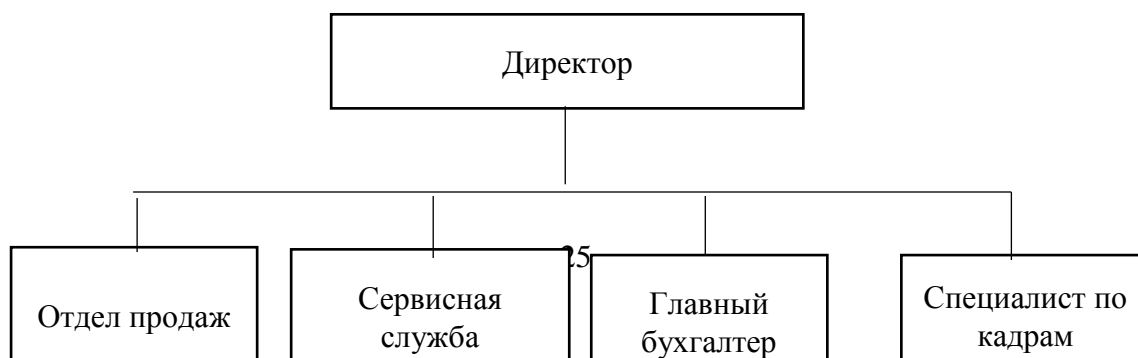 Директор
25
Отдел продаж
Сервисная
служба
Главный
бухгалтер
Специалист по
кадрам